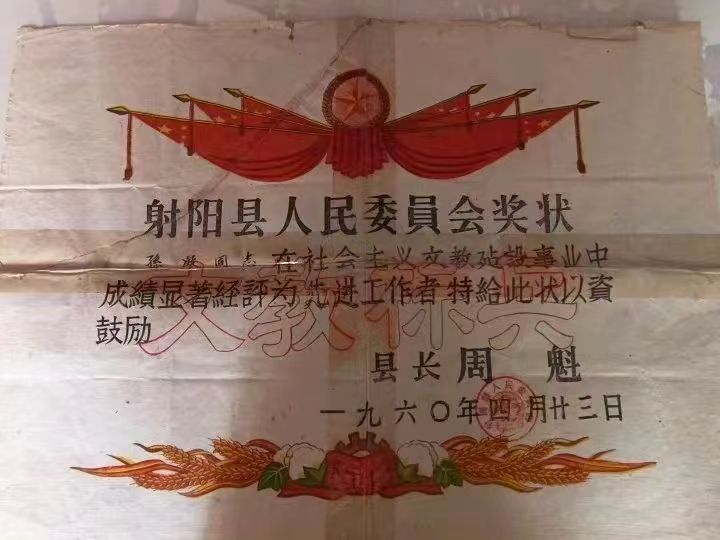 射阳县人民委員会奖状
孫 同志 在社会主义文教建設事业中
成績显著経評为先进工作者特給此状以資
鼓励
文教标兵
县长 周 魁
一九六〇年四月廿三日